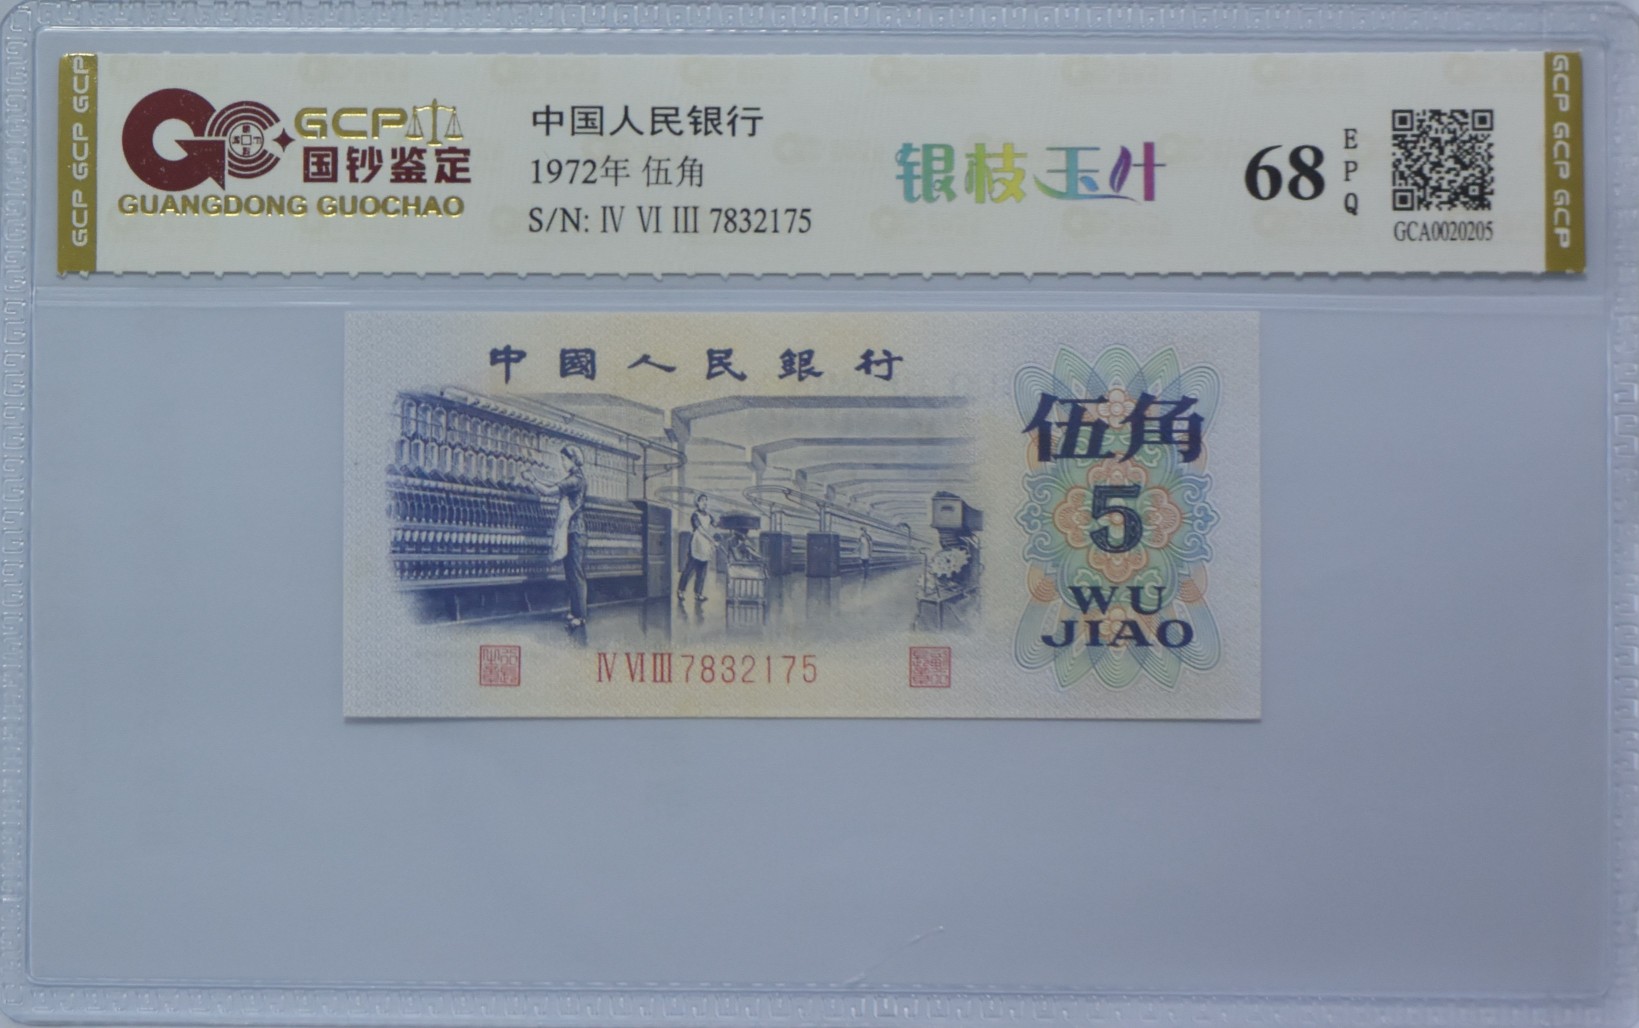 GCP GCP GCP
GCP
国钞鉴定
GUANGDONG GUOCHAO
中国人民银行
1972年 伍角
S/N: Ⅳ Ⅵ Ⅲ 7832175
银枝玉叶
68
EPQ
GCA0020205
GCP GCP GCP
中國人民銀行
伍角
5
WU
JIAO
ⅣⅥⅢ7832175